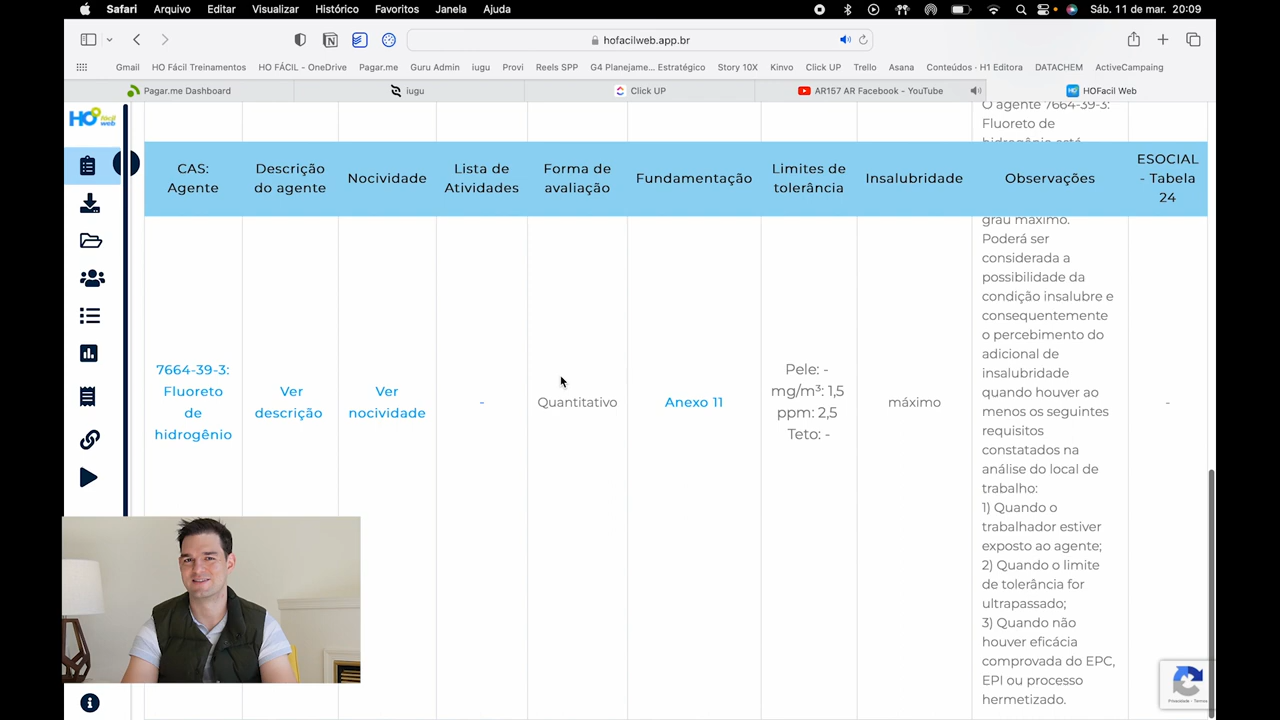 Safari Arquivo Editar Visualizar Histórico Favoritos Janela Ajuda Sáb. 11 de mar. 20:09
hofacilweb.app.br
Gmail HO Fácil Treinamentos HO FÁCIL - OneDrive Pagar.me Guru Admin iugu Provi Reels SPP G4 Planejame... Estratégico Story 10X Kinvo Click UP Trello Asana Conteúdos · H1 Editora DATACHEM ActiveCampaing
Pagar.me Dashboard iugu Click UP AR157 AR Facebook - YouTube HOFacil Web
HO fácil
web
O agente 7664-39-3:
Fluoreto de
hidrogênio está
CAS:
Agente
Descrição
do agente
Nocividade
Lista de
Atividades
Forma de
avaliação
Fundamentação
Limites de
tolerância
Insalubridade
Observações
ESOCIAL
- Tabela
24
7664-39-3:
Fluoreto
de
hidrogênio
Ver
descrição
Ver
nocividade
-
Quantitativo
Anexo 11
Pele: -
mg/m³: 1,5
ppm: 2,5
Teto: -
máximo
grau máximo.
Poderá ser
considerada a
possibilidade da
condição insalubre e
consequentemente
o percebimento do
adicional de
insalubridade
quando houver ao
menos os seguintes
requisitos
constatados na
análise do local de
trabalho:
1) Quando o
trabalhador estiver
exposto ao agente;
2) Quando o limite
de tolerância for
ultrapassado;
3) Quando não
houver eficácia
comprovada do EPC,
EPI ou processo
hermetizado.
-
Privacidade - Termos